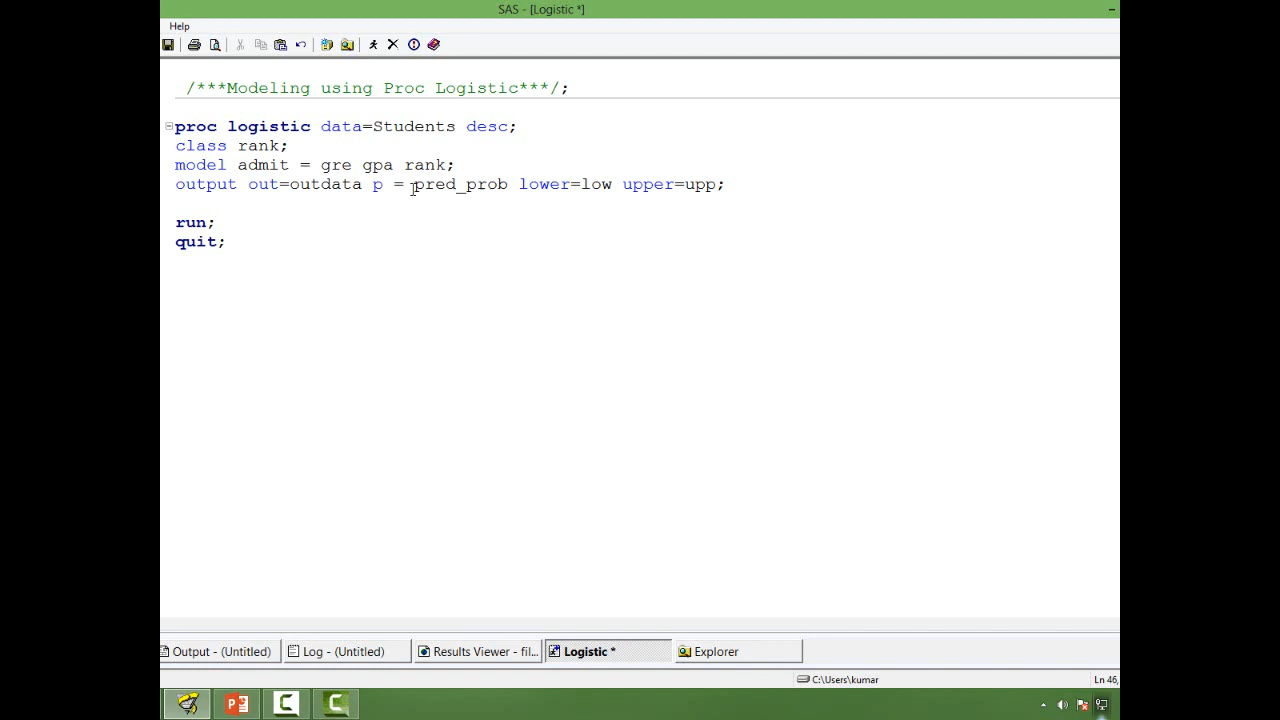 SAS - [Logistic *]
Help
/***Modeling using Proc Logistic***/;
proc logistic data=Students desc;
class rank;
model admit = gre gpa rank;
output out=outdata p = pred_prob lower=low upper=upp;
run;
quit;
Output - (Untitled) Log - (Untitled) Results Viewer - fil... Logistic * Explorer
C:\Users\kumar Ln 46,